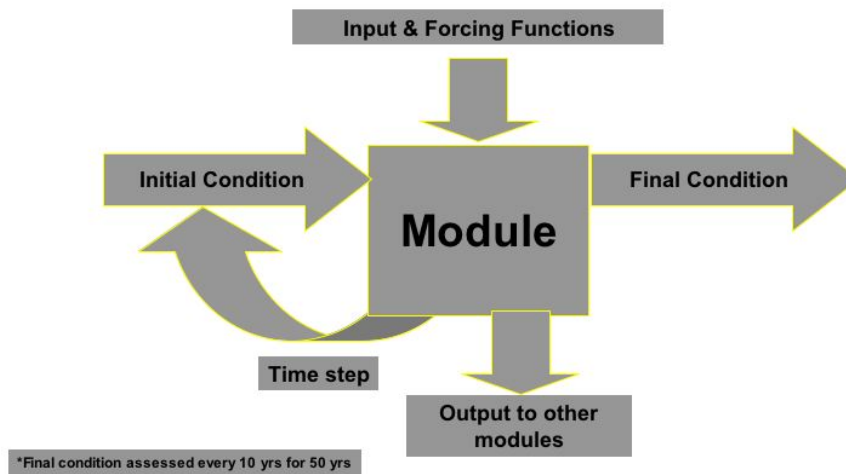 Input & Forcing Functions
Initial Condition
Final Condition
Module
Time step
Output to other
modules
*Final condition assessed every 10 yrs for 50 yrs